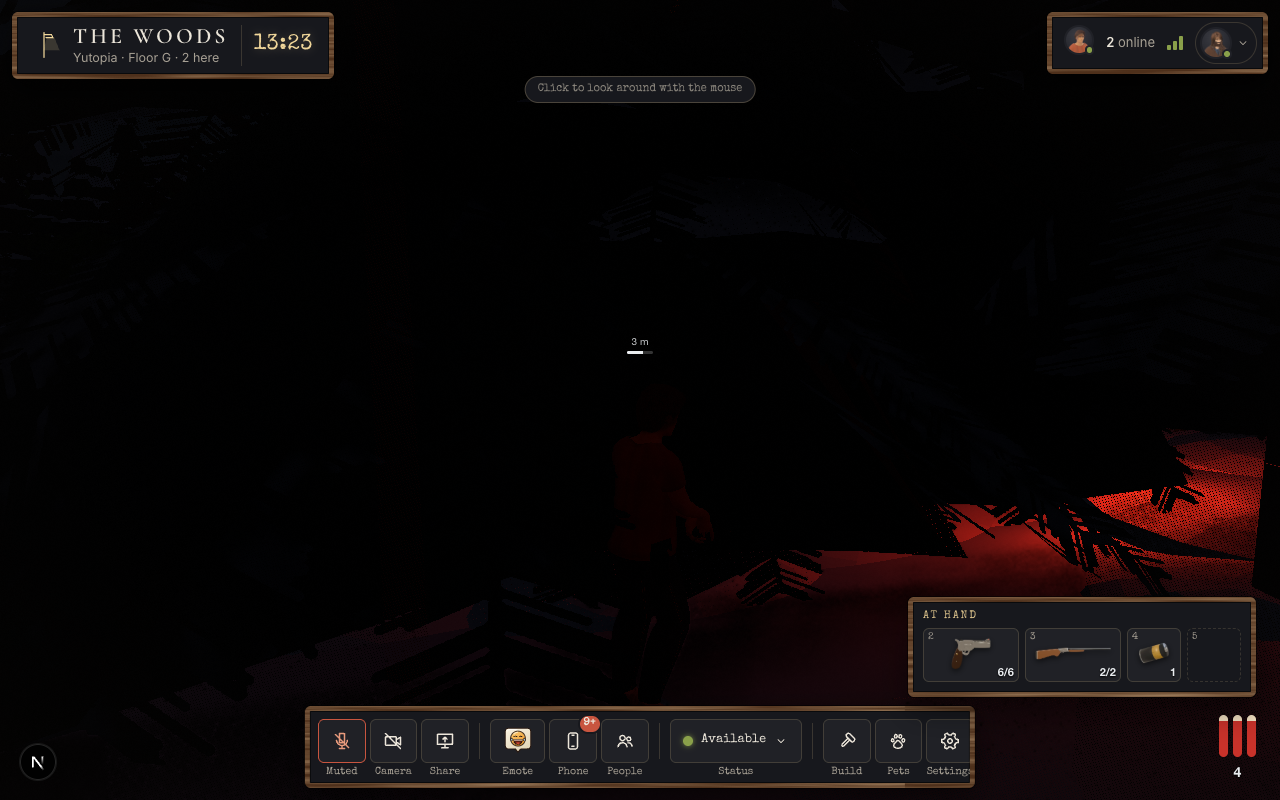 THE WOODS
Yutopia · Floor G · 2 here
13:23
2 online
Click to look around with the mouse
3 m
AT HAND
2
6/6
3
2/2
4
1
5
9+
Available
Muted
Camera
Share
Emote
Phone
People
Status
Build
Pets
Settings
N
4